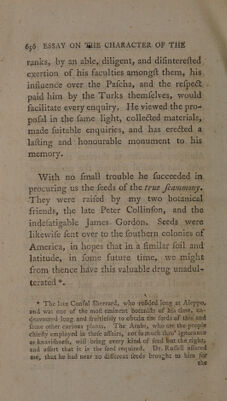 636 ESSAY ON THE CHARACTER OF THE
ranks, by an able, diligent, and diſintereſted
exertion of his faculties amongſt them, his
influence over the Paſcha, and the reſpect
paid him by the Turks themſelves, would
facilitate every enquiry. He viewed the pro-
poſal in the ſame light, collected materials,
made ſuitable enquiries, and has erected a
laſting and honourable monument to his
memory.
With no ſmall trouble he ſucceeded in
procuring us the ſeeds of the true ſcammony.
They were raiſed by my two botanical
friends, the late Peter Collinſon, and the
indefatigable James Gordon. Seeds were
likewiſe ſent over to the ſouthern colonies of
America, in hopes that in a ſimilar ſoil and
latitude, in ſome future time, we might
from thence have this valuable drug unadul-
terated *.
* The late Conſul Sherrard, who reſided long at Aleppo,
and was one of the moſt eminent botaniſts of his time, en-
deavoured long and fruitleſsly to obtain the ſeeds of this and
ſome other curious plants. The Arabs, who are the people
chiefly employed in theſe affairs, not ſo much thro' ignorance
as knaviſhneſs, will bring every kind of ſeed but the right,
and aſſert that it is the ſeed required. Dr. Ruſſell aſſured
me, that he had near 20 different ſeeds brought to him for
the